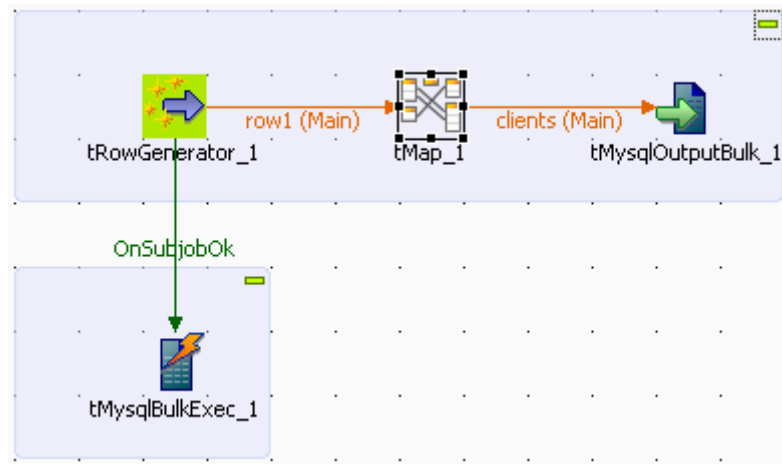 row1 (Main)
clients (Main)
tRowGenerator_1
tMap_1
tMysqlOutputBulk_1
OnSubjobOk
tMysqlBulkExec_1